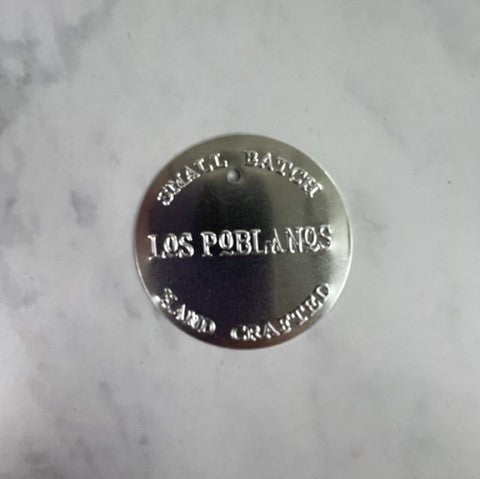 SMALL BATCH
LOS POBLANOS
HAND CRAFTED